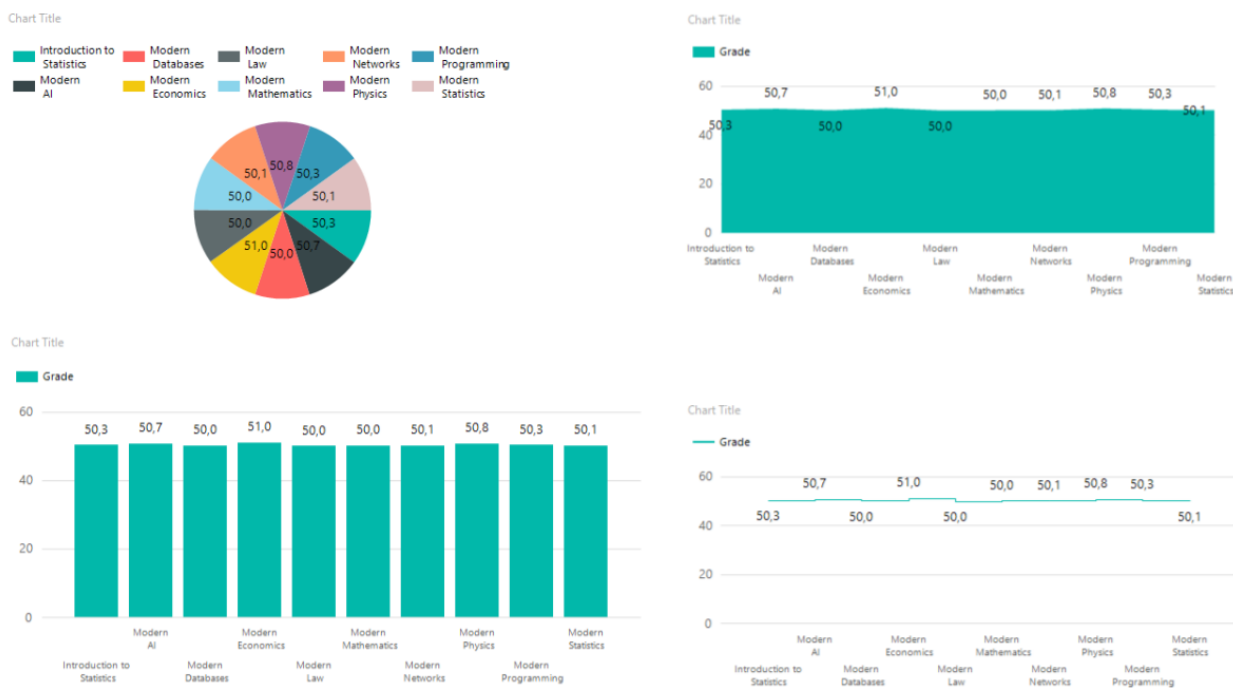 Chart Title
Introduction to Statistics
Modern Databases
Modern Law
Modern Networks
Modern Programming
Modern AI
Modern Economics
Modern Mathematics
Modern Physics
Modern Statistics
50,8
50,1
50,3
50,0
50,1
50,0
50,3
51,0
50,0
50,7
Chart Title
Grade
60
50,7
51,0
50,0
50,1
50,8
50,3
50,3
50,0
50,0
50,1
40
20
0
Introduction to Statistics
Modern Databases
Modern Law
Modern Networks
Modern Programming
Modern AI
Modern Economics
Modern Mathematics
Modern Physics
Modern Statistics
Chart Title
Grade
60
50,3
50,7
50,0
51,0
50,0
50,0
50,1
50,8
50,3
50,1
40
20
0
Modern AI
Modern Economics
Modern Mathematics
Modern Physics
Modern Statistics
Introduction to Statistics
Modern Databases
Modern Law
Modern Networks
Modern Programming
Chart Title
Grade
60
50,7
51,0
50,0
50,1
50,8
50,3
50,3
50,0
50,0
50,1
40
20
0
Modern AI
Modern Economics
Modern Mathematics
Modern Physics
Modern Statistics
Introduction to Statistics
Modern Databases
Modern Law
Modern Networks
Modern Programming